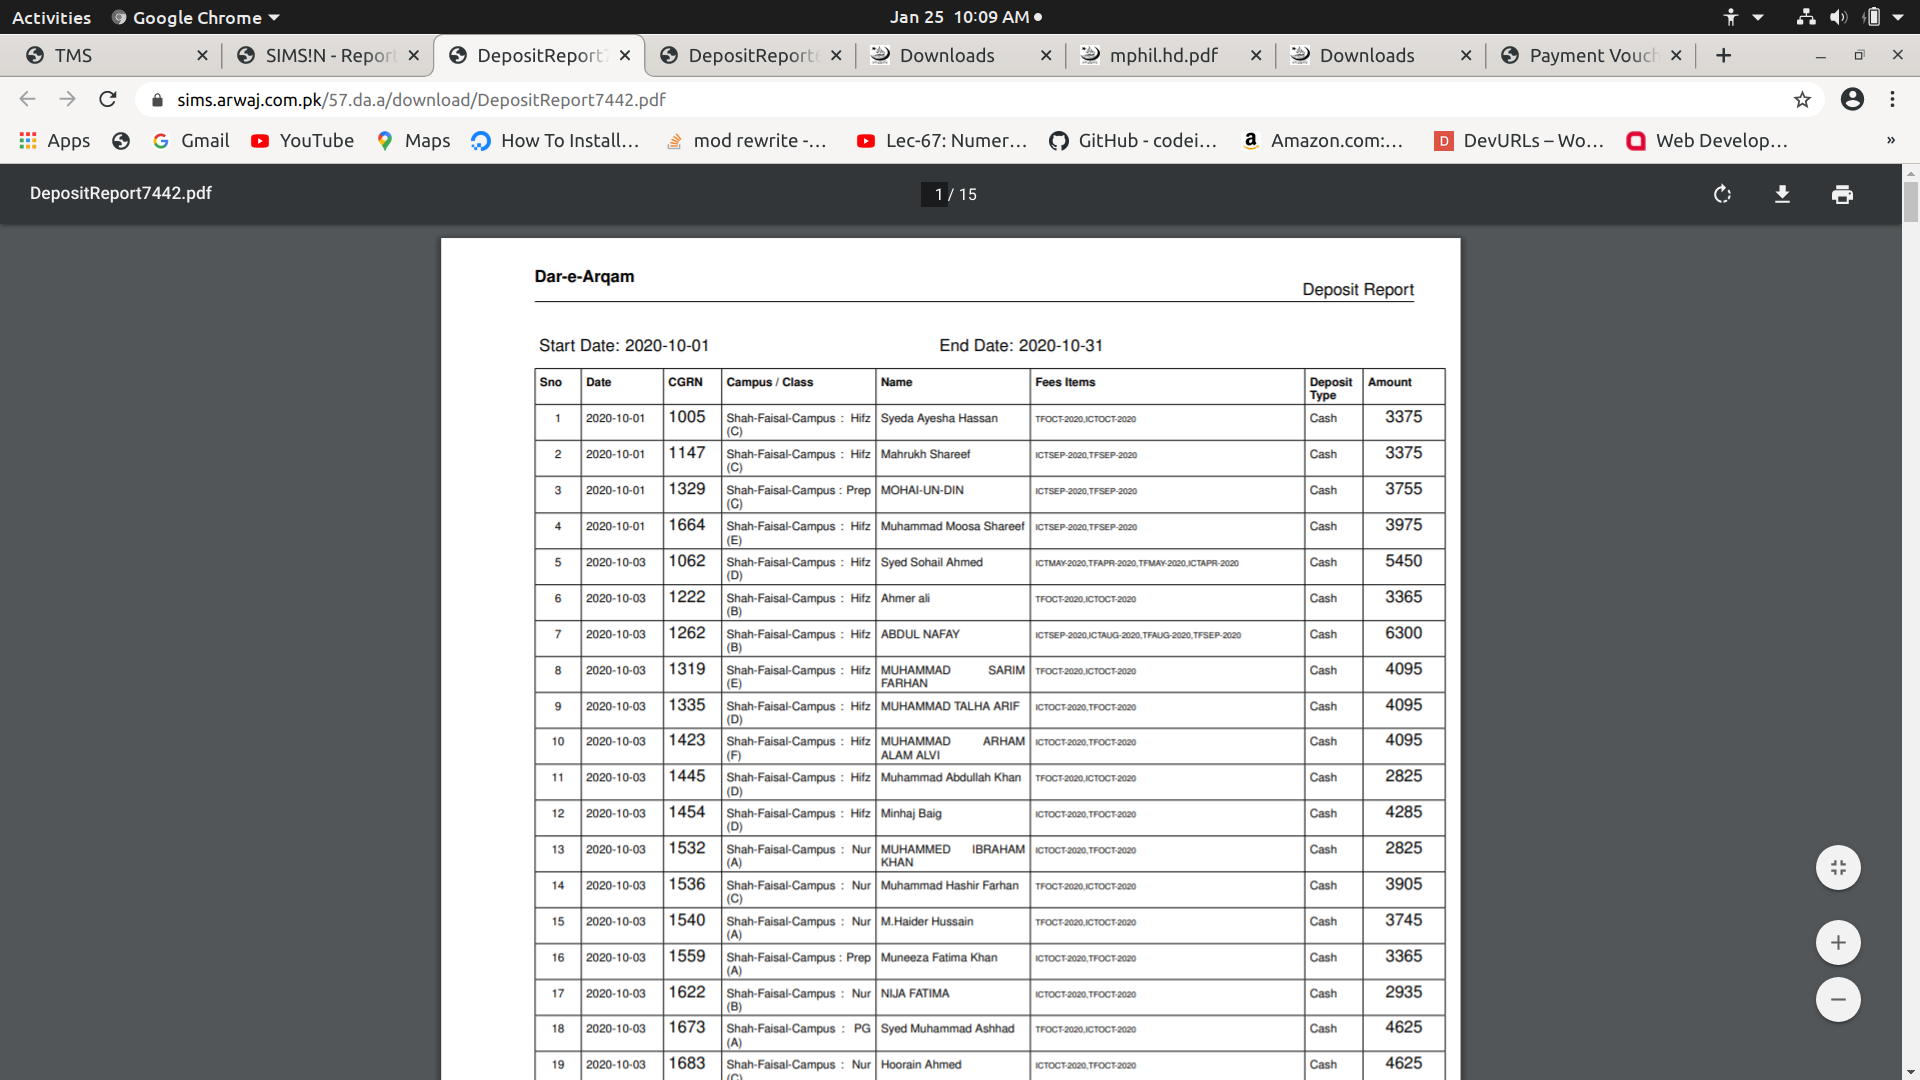 Activities Google Chrome Jan 25 10:09 AM
TMS SIMS!N - Report DepositReport7 DepositReport6 Downloads mphil.hd.pdf Downloads Payment Vouch
sims.arwaj.com.pk/57.da.a/download/DepositReport7442.pdf
Apps Gmail YouTube Maps How To Install... mod rewrite -... Lec-67: Numer... GitHub - codei... Amazon.com:... DevURLs – Wo... Web Develop... »
DepositReport7442.pdf 1 / 15
Dar-e-Arqam
Deposit Report
Start Date: 2020-10-01 End Date: 2020-10-31
Sno Date CGRN Campus / Class Name Fees Items Deposit Amount
Type
1 2020-10-01 1005 Shah-Faisal-Campus : Hifz Syeda Ayesha Hassan TFOCT-2020,ICTOCT-2020 Cash 3375
(C)
2 2020-10-01 1147 Shah-Faisal-Campus : Hifz Mahrukh Shareef ICTSEP-2020,TFSEP-2020 Cash 3375
(C)
3 2020-10-01 1329 Shah-Faisal-Campus : Prep MOHAI-UN-DIN ICTSEP-2020,TFSEP-2020 Cash 3755
(C)
4 2020-10-01 1664 Shah-Faisal-Campus : Hifz Muhammad Moosa Shareef ICTSEP-2020,TFSEP-2020 Cash 3975
(E)
5 2020-10-03 1062 Shah-Faisal-Campus : Hifz Syed Sohail Ahmed ICTMAY-2020,TFAPR-2020,TFMAY-2020,ICTAPR-2020 Cash 5450
(D)
6 2020-10-03 1222 Shah-Faisal-Campus : Hifz Ahmer ali TFOCT-2020,ICTOCT-2020 Cash 3365
(B)
7 2020-10-03 1262 Shah-Faisal-Campus : Hifz ABDUL NAFAY ICTSEP-2020,ICTAUG-2020,TFAUG-2020,TFSEP-2020 Cash 6300
(B)
8 2020-10-03 1319 Shah-Faisal-Campus : Hifz MUHAMMAD SARIM TFOCT-2020,ICTOCT-2020 Cash 4095
(E) FARHAN
9 2020-10-03 1335 Shah-Faisal-Campus : Hifz MUHAMMAD TALHA ARIF ICTOCT-2020,TFOCT-2020 Cash 4095
(D)
10 2020-10-03 1423 Shah-Faisal-Campus : Hifz MUHAMMAD ARHAM ICTOCT-2020,TFOCT-2020 Cash 4095
(F) ALAM ALVI
11 2020-10-03 1445 Shah-Faisal-Campus : Hifz Muhammad Abdullah Khan TFOCT-2020,ICTOCT-2020 Cash 2825
(D)
12 2020-10-03 1454 Shah-Faisal-Campus : Hifz Minhaj Baig ICTOCT-2020,TFOCT-2020 Cash 4285
(D)
13 2020-10-03 1532 Shah-Faisal-Campus : Nur MUHAMMED IBRAHAM ICTOCT-2020,TFOCT-2020 Cash 2825
(A) KHAN
14 2020-10-03 1536 Shah-Faisal-Campus : Nur Muhammad Hashir Farhan TFOCT-2020,ICTOCT-2020 Cash 3905
(C)
15 2020-10-03 1540 Shah-Faisal-Campus : Nur M.Haider Hussain TFOCT-2020,ICTOCT-2020 Cash 3745
(A)
16 2020-10-03 1559 Shah-Faisal-Campus : Prep Muneeza Fatima Khan ICTOCT-2020,TFOCT-2020 Cash 3365
(A)
17 2020-10-03 1622 Shah-Faisal-Campus : Nur NIJA FATIMA ICTOCT-2020,TFOCT-2020 Cash 2935
(B)
18 2020-10-03 1673 Shah-Faisal-Campus : PG Syed Muhammad Ashhad TFOCT-2020,ICTOCT-2020 Cash 4625
(A)
19 2020-10-03 1683 Shah-Faisal-Campus : Nur Hoorain Ahmed ICTOCT-2020,TFOCT-2020 Cash 4625
(C)